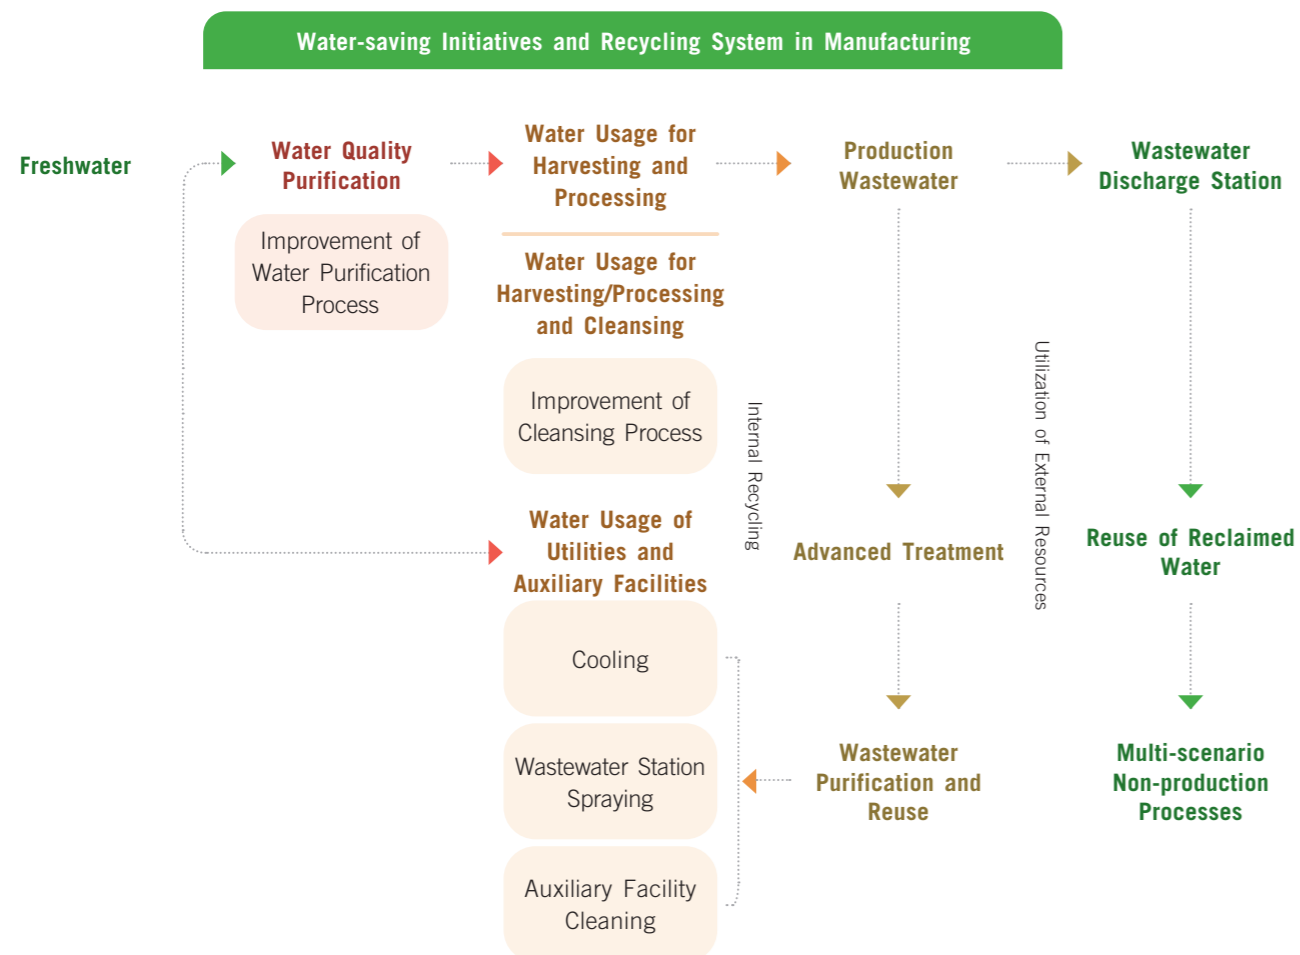 Water-saving Initiatives and Recycling System in Manufacturing
Freshwater
Water Quality
Purification
Improvement of
Water Purification
Process
Water Usage for
Harvesting and
Processing
Water Usage for
Harvesting/Processing
and Cleansing
Improvement of
Cleansing Process
Water Usage of
Utilities and
Auxiliary Facilities
Cooling
Wastewater Station
Spraying
Auxiliary Facility
Cleaning
Internal Recycling
Production
Wastewater
Advanced Treatment
Wastewater
Purification and
Reuse
Utilization of External Resources
Wastewater
Discharge Station
Reuse of Reclaimed
Water
Multi-scenario
Non-production
Processes